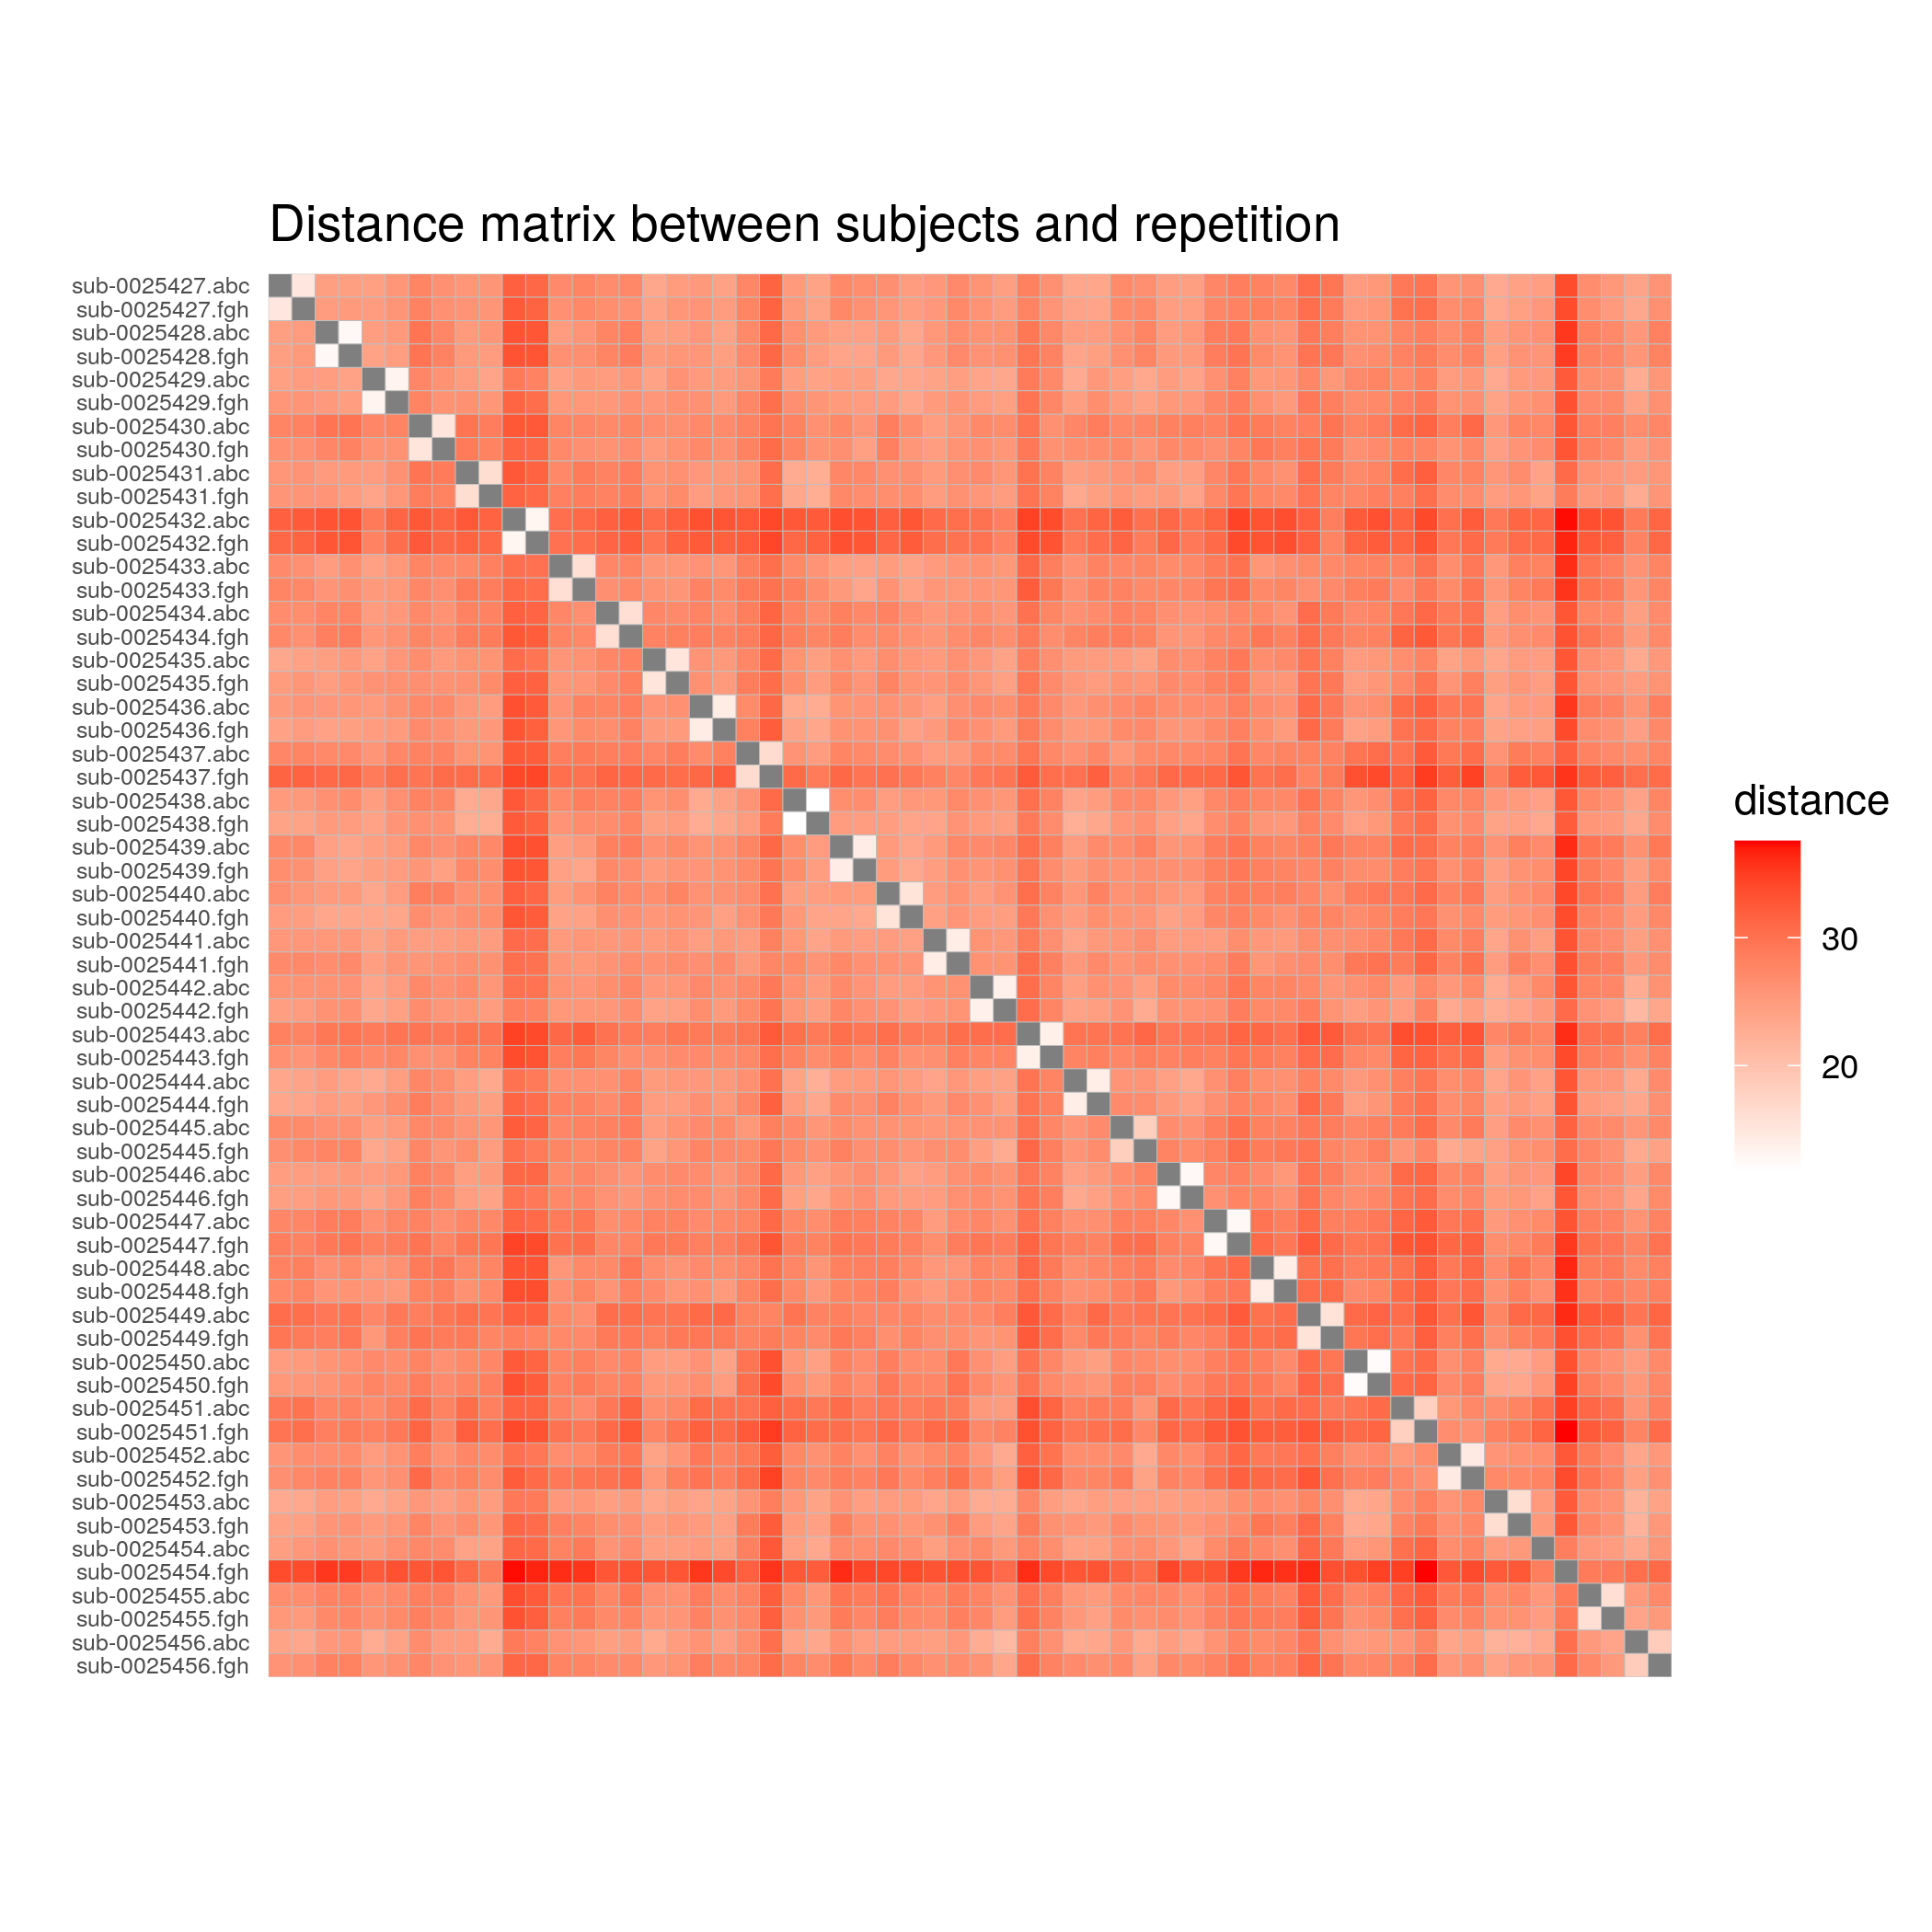 Distance matrix between subjects and repetition
sub-0025427.abc
sub-0025427.fgh
sub-0025428.abc
sub-0025428.fgh
sub-0025429.abc
sub-0025429.fgh
sub-0025430.abc
sub-0025430.fgh
sub-0025431.abc
sub-0025431.fgh
sub-0025432.abc
sub-0025432.fgh
sub-0025433.abc
sub-0025433.fgh
sub-0025434.abc
sub-0025434.fgh
sub-0025435.abc
sub-0025435.fgh
sub-0025436.abc
sub-0025436.fgh
sub-0025437.abc
sub-0025437.fgh
sub-0025438.abc
sub-0025438.fgh
sub-0025439.abc
sub-0025439.fgh
sub-0025440.abc
sub-0025440.fgh
sub-0025441.abc
sub-0025441.fgh
sub-0025442.abc
sub-0025442.fgh
sub-0025443.abc
sub-0025443.fgh
sub-0025444.abc
sub-0025444.fgh
sub-0025445.abc
sub-0025445.fgh
sub-0025446.abc
sub-0025446.fgh
sub-0025447.abc
sub-0025447.fgh
sub-0025448.abc
sub-0025448.fgh
sub-0025449.abc
sub-0025449.fgh
sub-0025450.abc
sub-0025450.fgh
sub-0025451.abc
sub-0025451.fgh
sub-0025452.abc
sub-0025452.fgh
sub-0025453.abc
sub-0025453.fgh
sub-0025454.abc
sub-0025454.fgh
sub-0025455.abc
sub-0025455.fgh
sub-0025456.abc
sub-0025456.fgh
distance
30
20